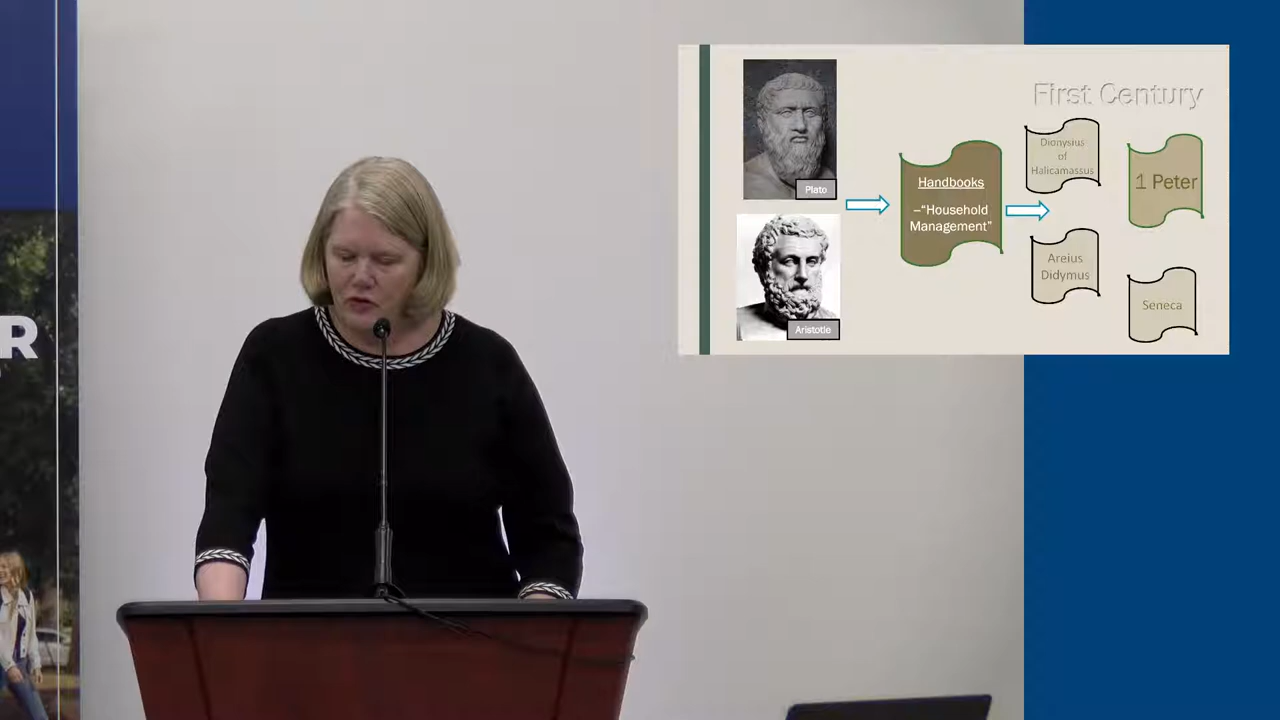 R
First Century
Plato
Aristotle
Handbooks
–“Household
Management”
Dionysius
of
Halicarnassus
Areius
Didymus
1 Peter
Seneca